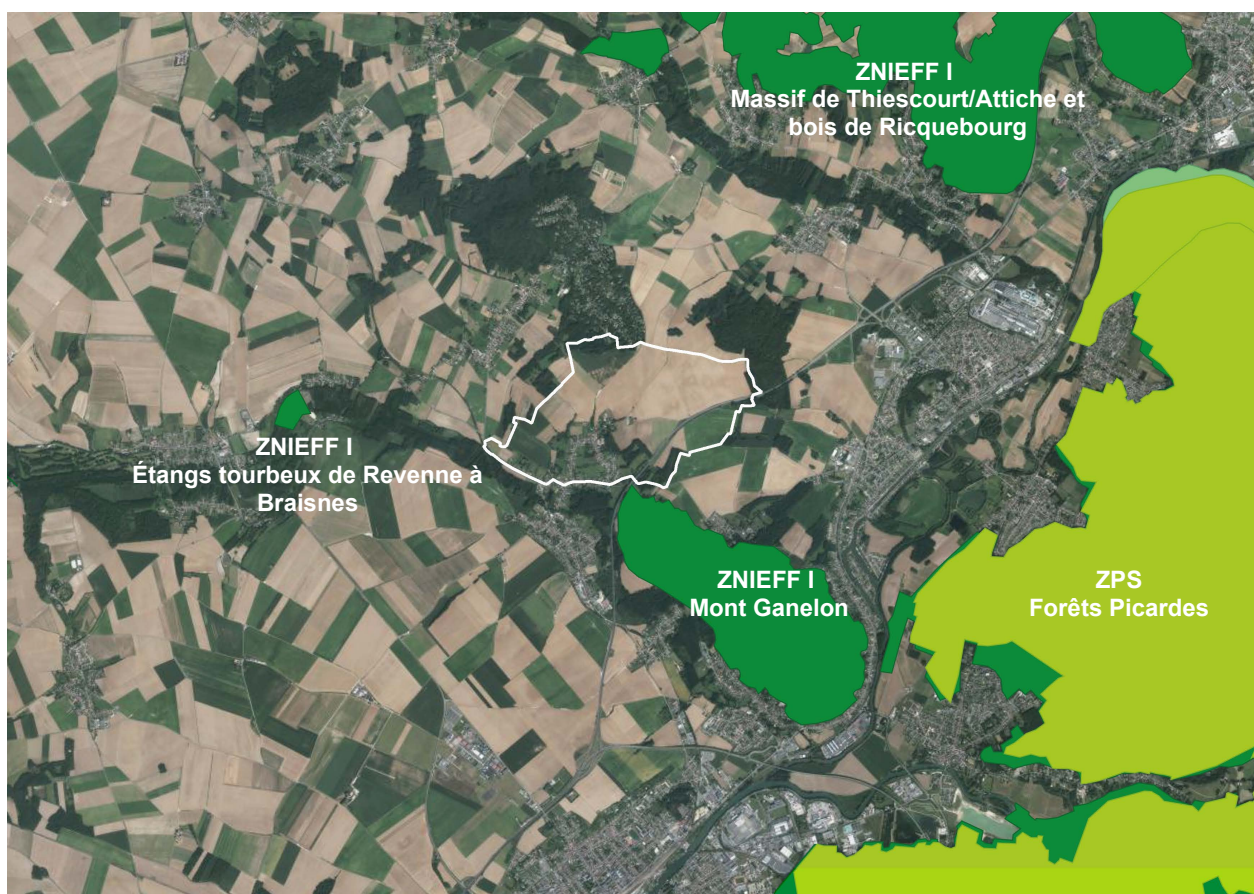 ZNIEFF I
Massif de Thiescourt/Attiche et
bois de Ricquebourg
ZNIEFF I
Étangs tourbeux de Revenne à
Braisnes
ZNIEFF I
Mont Ganelon
ZPS
Forêts Picardes